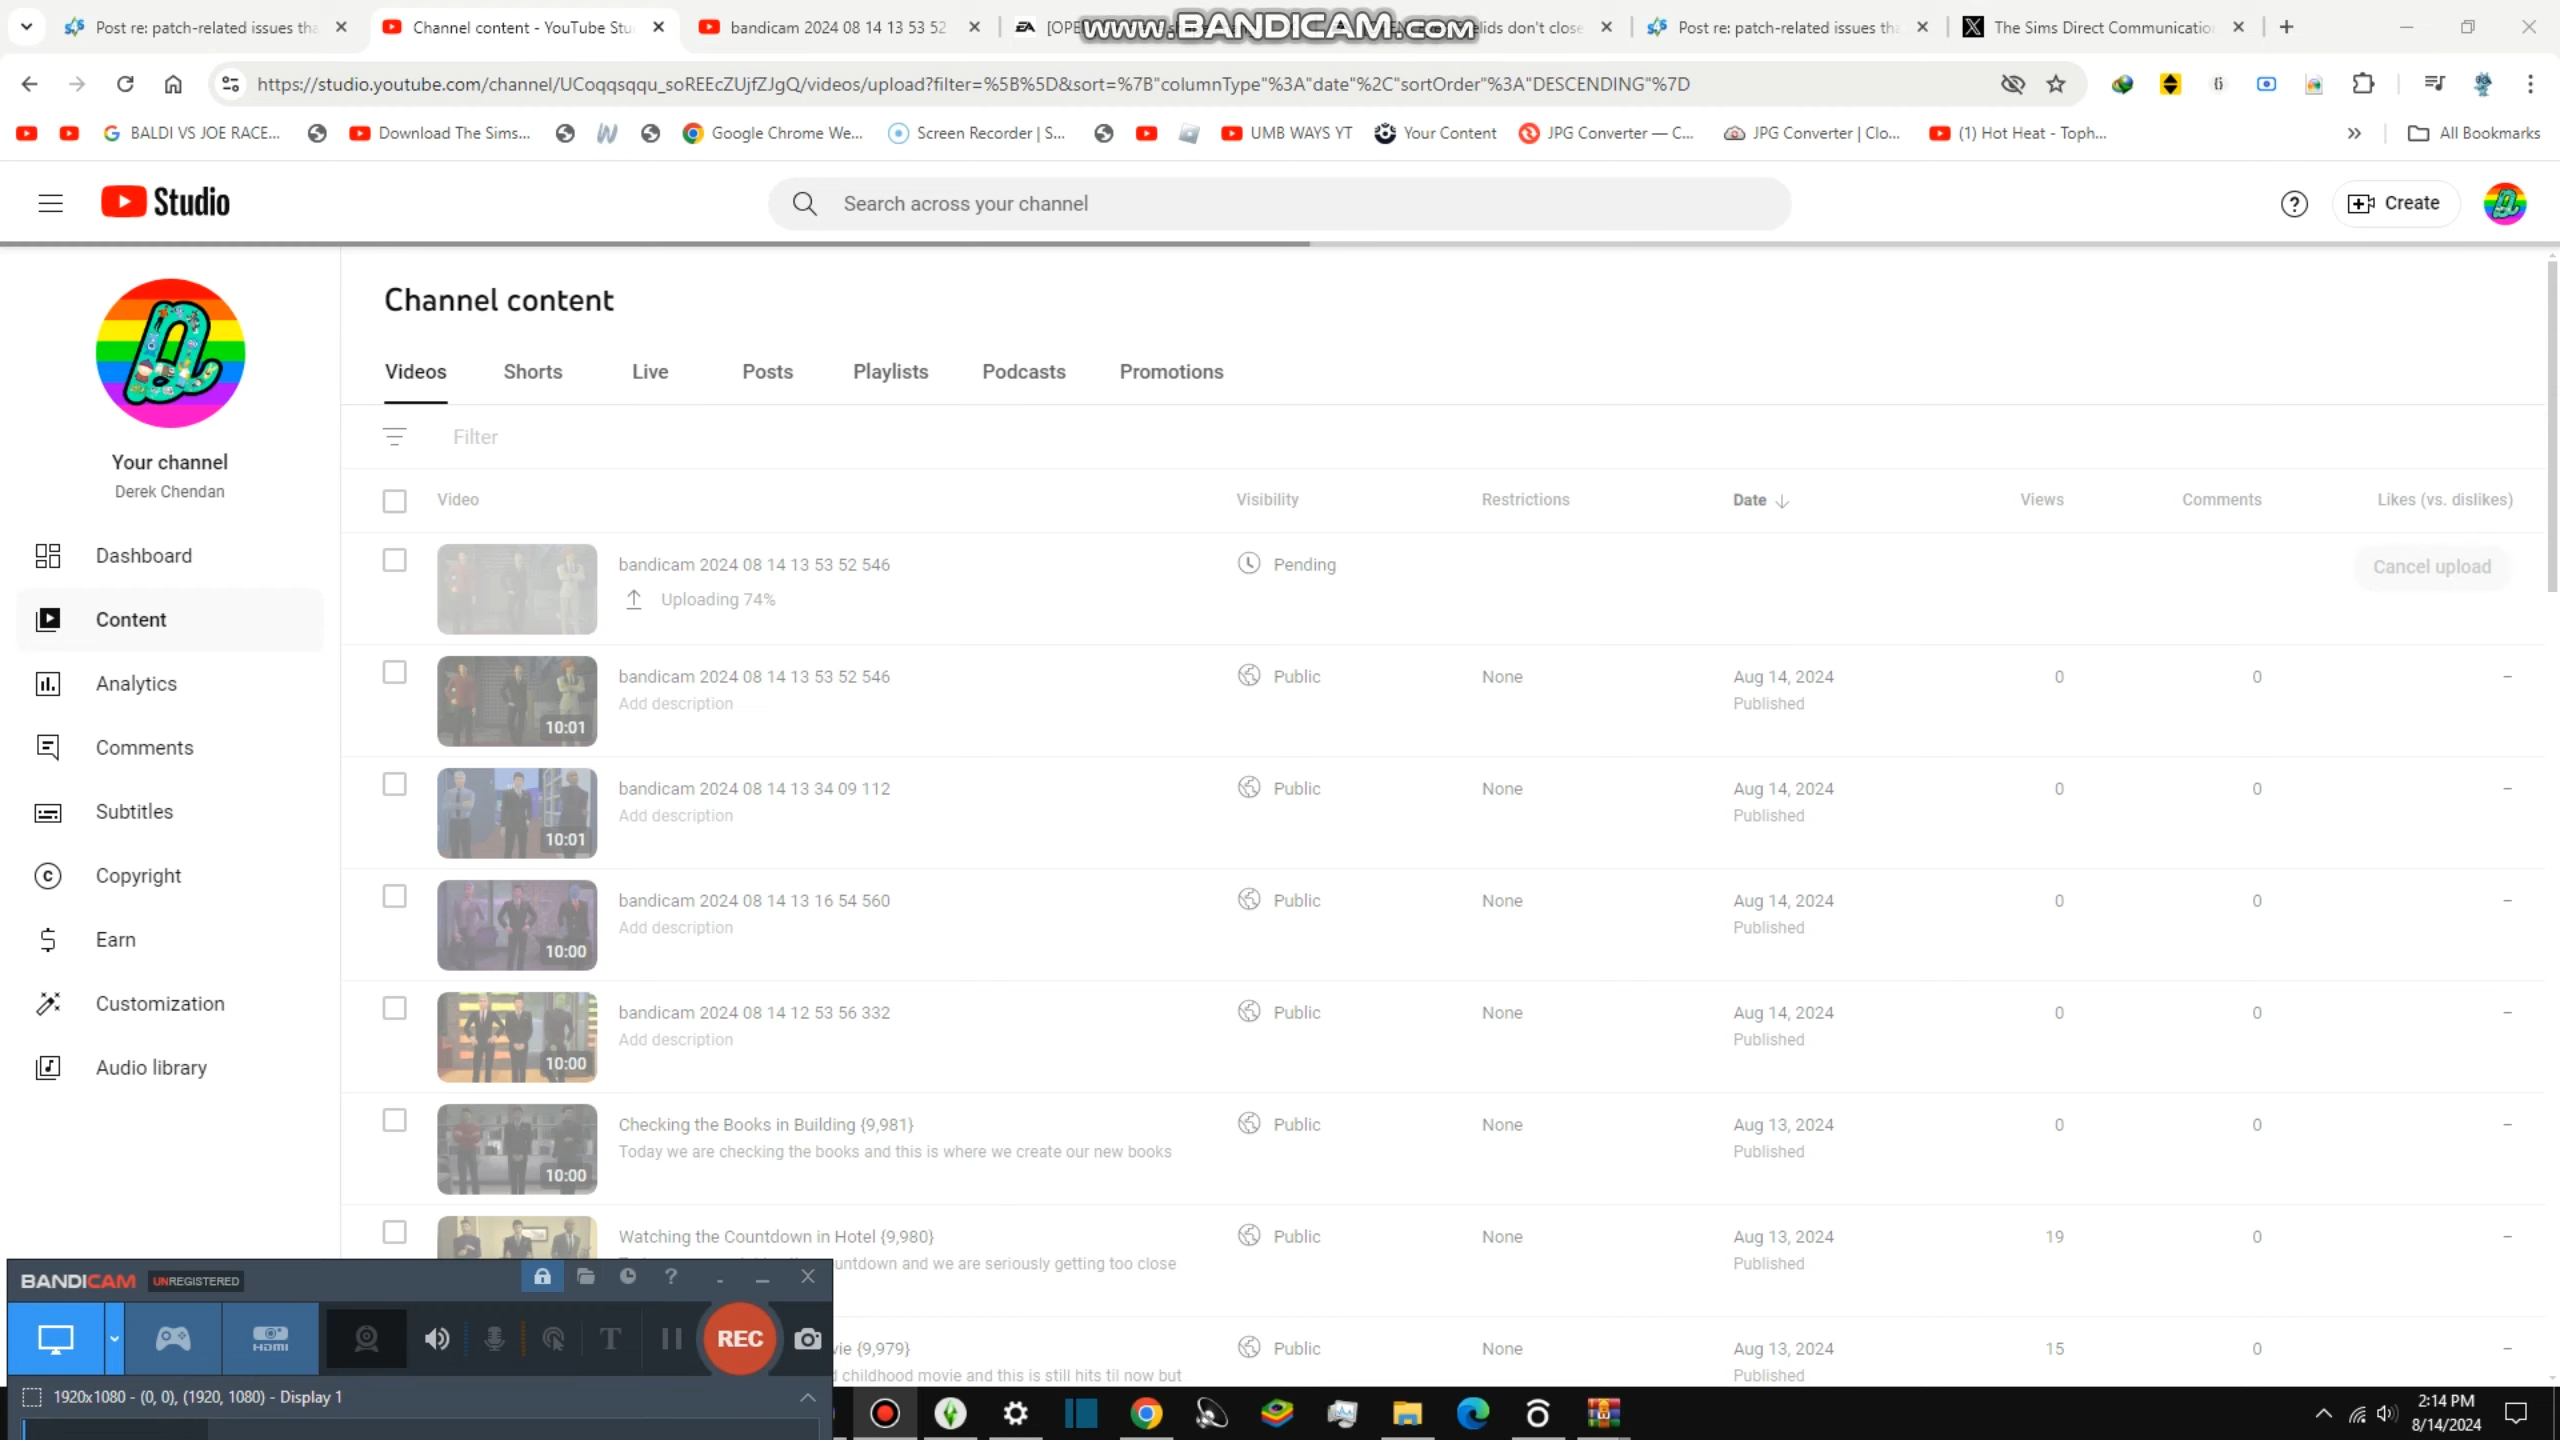 Post re: patch-related issues tha
Channel content - YouTube Stu
bandicam 2024 08 14 13 53 52
EA
[OPE
www.BANDICAM.com
elids don't close
Post re: patch-related issues tha
The Sims Direct Communicatio
https://studio.youtube.com/channel/UCoqqsqqu_soREEcZUjfZJgQ/videos/upload?filter=%5B%5D&sort=%7B"columnType"%3A"date"%2C"sortOrder"%3A"DESCENDING"%7D
BALDI VS JOE RACE...
Download The Sims...
Google Chrome We...
Screen Recorder | S...
UMB WAYS YT
Your Content
JPG Converter — C...
JPG Converter | Clo...
(1) Hot Heat - Toph...
All Bookmarks
Studio
Search across your channel
Create
Your channel
Derek Chendan
Dashboard
Content
Analytics
Comments
Subtitles
Copyright
Earn
Customization
Audio library
Channel content
Videos
Shorts
Live
Posts
Playlists
Podcasts
Promotions
Filter
Video
Visibility
Restrictions
Date
Views
Comments
Likes (vs. dislikes)
bandicam 2024 08 14 13 53 52 546
Uploading 74%
Pending
Cancel upload
10:01
bandicam 2024 08 14 13 53 52 546
Add description
Public
None
Aug 14, 2024
Published
0
0
–
10:01
bandicam 2024 08 14 13 34 09 112
Add description
Public
None
Aug 14, 2024
Published
0
0
–
10:00
bandicam 2024 08 14 13 16 54 560
Add description
Public
None
Aug 14, 2024
Published
0
0
–
10:00
bandicam 2024 08 14 12 53 56 332
Add description
Public
None
Aug 14, 2024
Published
0
0
–
10:00
Checking the Books in Building {9,981}
Today we are checking the books and this is where we create our new books
Public
None
Aug 13, 2024
Published
0
0
–
Watching the Countdown in Hotel {9,980}
untdown and we are seriously getting too close
Public
None
Aug 13, 2024
Published
19
0
–
vie {9,979}
d childhood movie and this is still hits til now but
Public
None
Aug 13, 2024
Published
15
0
–
BANDICAM UNREGISTERED
HDMI
T
REC
1920x1080 - (0, 0), (1920, 1080) - Display 1
2:14 PM
8/14/2024